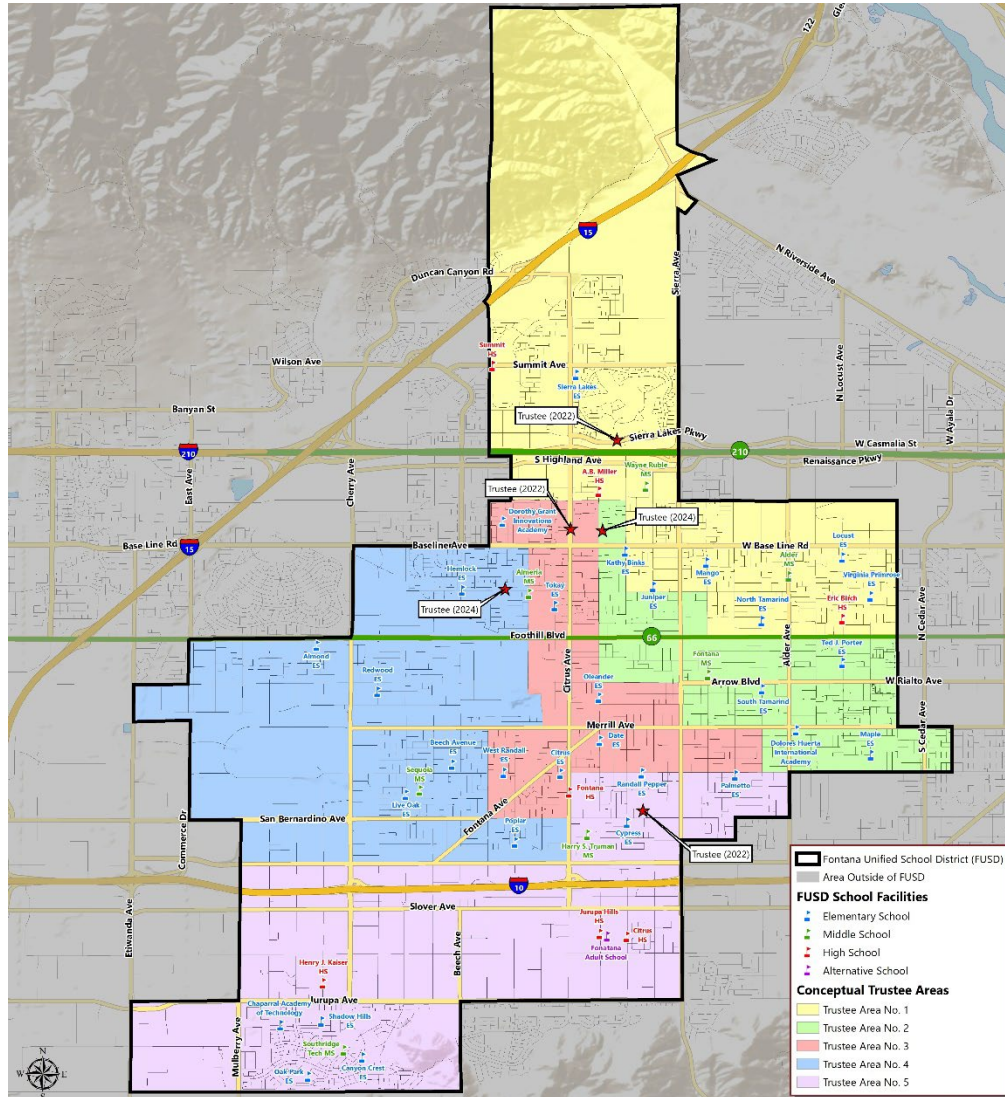 122
Gle
15
Duncan Canyon Rd
Sierra Ave
N Riverside Ave
Summit
HS
Wilson Ave
Summit Ave
Sierra Lakes
ES
N Locust Ave
Banyan St
Trustee (2022)
Sierra Lakes Pkwy
W Casmalia St
N Ayala Dr
210
210
Renaissance Pkwy
S Highland Ave
East Ave
Cherry Ave
A.B. Miller
HS
Wayne Ruble
MS
Trustee (2022)
Dorothy Grant
Innovations
Academy
Trustee (2024)
Base Line Rd
15
Baseline Ave
W Base Line Rd
Locust
ES
Hemlock
ES
Almeria
MS
Kathy Binks
ES
Mango
ES
Alder
MS
Virginia Primrose
ES
Tokay
ES
Juniper
ES
North Tamarind
ES
Eric Birch
HS
Trustee (2024)
Foothill Blvd
66
Alder Ave
N Cedar Ave
Almond
ES
Redwood
ES
Citrus Ave
Fontana
MS
Ted J. Porter
ES
Oleander
ES
Arrow Blvd
W Rialto Ave
South Tamarind
ES
Merrill Ave
S Cedar Ave
Beech Avenue
ES
West Randall
ES
Citrus
ES
Date
ES
Dolores Huerta
International
Academy
Maple
ES
Sequoia
MS
Live Oak
ES
Fontana
HS
Randall Pepper
ES
Palmetto
ES
Commerce Dr
San Bernardino Ave
Fontana Ave
Poplar
ES
Cypress
ES
Harry S. Truman
MS
Trustee (2022)
10
Slover Ave
Etiwanda Ave
Beech Ave
Jurupa Hills
HS
Citrus
HS
Fonatana
Adult School
Henry J. Kaiser
HS
Jurupa Ave
Chaparral Academy
of Technology
Shadow Hills
ES
Mulberry Ave
Southridge
Tech MS
Canyon Crest
ES
Oak Park
ES
N
W E
S
Fontana Unified School District (FUSD)
Area Outside of FUSD
FUSD School Facilities
Elementary School
Middle School
High School
Alternative School
Conceptual Trustee Areas
Trustee Area No. 1
Trustee Area No. 2
Trustee Area No. 3
Trustee Area No. 4
Trustee Area No. 5